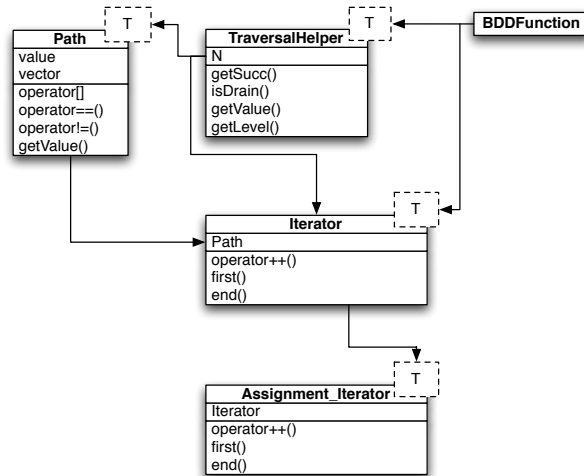 T
Path
value
vector
operator[]
operator==()
operator!=()
getValue()
T
TraversalHelper
N
getSucc()
isDrain()
getValue()
getLevel()
BDDFunction
T
Iterator
Path
operator++()
first()
end()
T
Assignment_Iterator
Iterator
operator++()
first()
end()